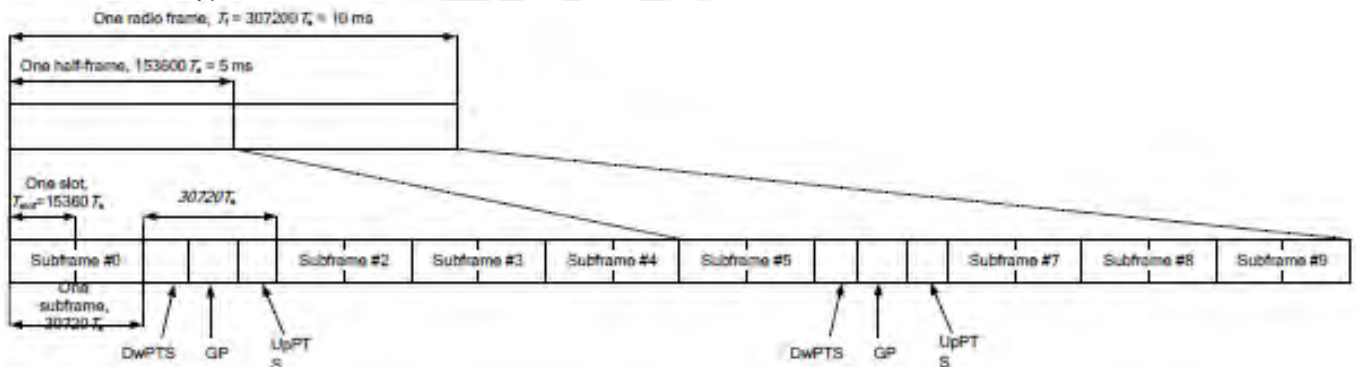 One radio frame, Tf = 307200 Ts = 10 ms
One half-frame, 153600 Ts = 5 ms
One slot,
Tslot=15360 Ts
30720Ts
Subframe #0
Subframe #2
Subframe #3
Subframe #4
Subframe #5
Subframe #7
Subframe #8
Subframe #9
One
subframe,
30720 Ts
DwPTS
GP
UpPT
S
DwPTS
GP
UpPT
S